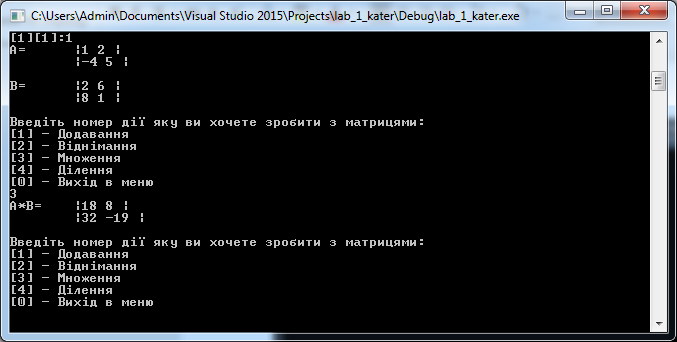 C:\Users\Admin\Documents\Visual Studio 2015\Projects\lab_1_kater\Debug\lab_1_kater.exe
[1][1]:1
A= ¦1 2 ¦
¦-4 5 ¦
B= ¦2 6 ¦
¦8 1 ¦
Введіть номер дії яку ви хочете зробити з матрицями:
[1] - Додавання
[2] - Віднімання
[3] - Множення
[4] - Ділення
[0] - Вихід в меню
3
A*B= ¦18 8 ¦
¦32 -19 ¦
Введіть номер дії яку ви хочете зробити з матрицями:
[1] - Додавання
[2] - Віднімання
[3] - Множення
[4] - Ділення
[0] - Вихід в меню